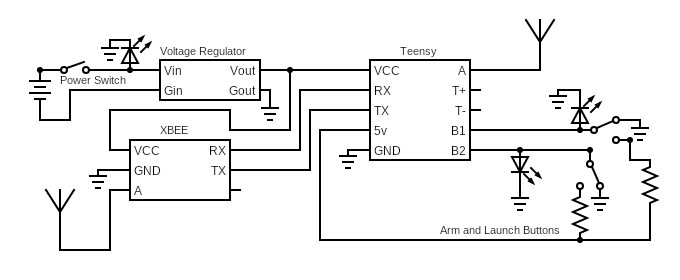 Voltage Regulator
Teensy
Vin
Vout
VCC
A
Power Switch
Gin
Gout
RX
T+
TX
T-
XBEE
5v
B1
VCC
RX
GND
B2
GND
TX
A
Arm and Launch Buttons